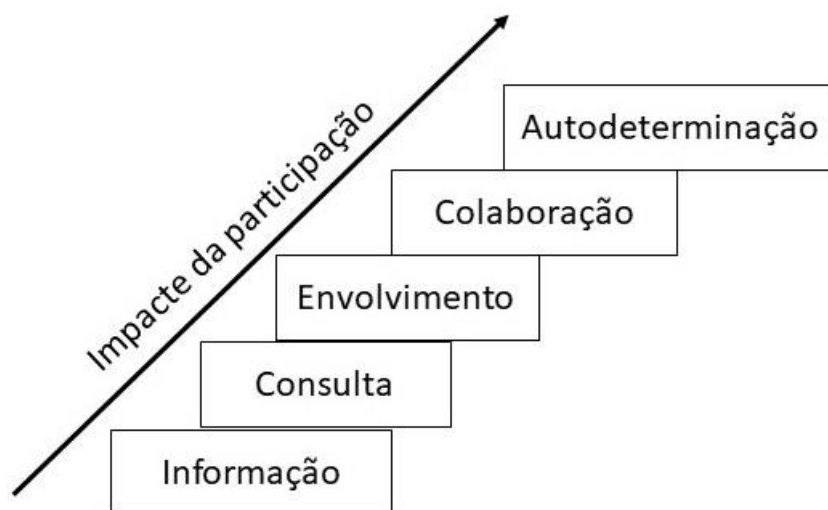 Impacte da participação
Autodeterminação
Colaboração
Envolvimento
Consulta
Informação